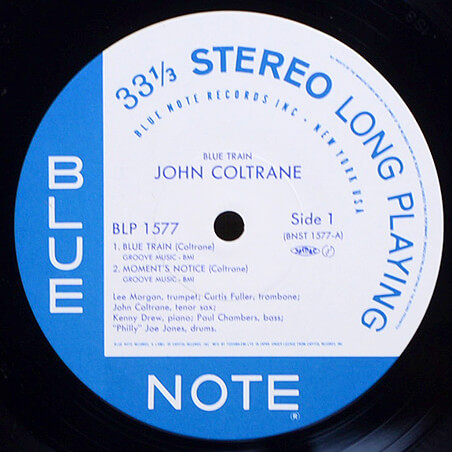 33⅓ STEREO LONG PLAYING
BLUE NOTE RECORDS INC · NEW YORK USA
BLUE TRAIN
JOHN COLTRANE
BLP 1577
Side 1
(BNST 1577-A)
1. BLUE TRAIN (Coltrane)
GROOVE MUSIC - BMI
2. MOMENT'S NOTICE (Coltrane)
GROOVE MUSIC - BMI
Lee Morgan, trumpet; Curtis Fuller, trombone;
John Coltrane, tenor sax;
Kenny Drew, piano; Paul Chambers, bass;
"Philly" Joe Jones, drums.
BLUE
NOTE ®